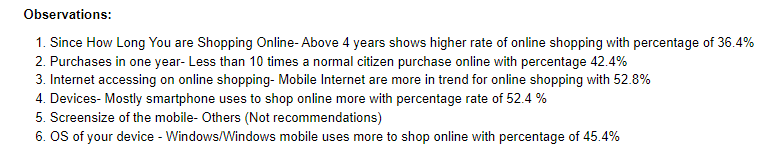 Observations:
1. Since How Long You are Shopping Online- Above 4 years shows higher rate of online shopping with percentage of 36.4%
2. Purchases in one year- Less than 10 times a normal citizen purchase online with percentage 42.4%
3. Internet accessing on online shopping- Mobile Internet are more in trend for online shopping with 52.8%
4. Devices- Mostly smartphone uses to shop online more with percentage rate of 52.4 %
5. Screensize of the mobile- Others (Not recommendations)
6. OS of your device - Windows/Windows mobile uses more to shop online with percentage of 45.4%